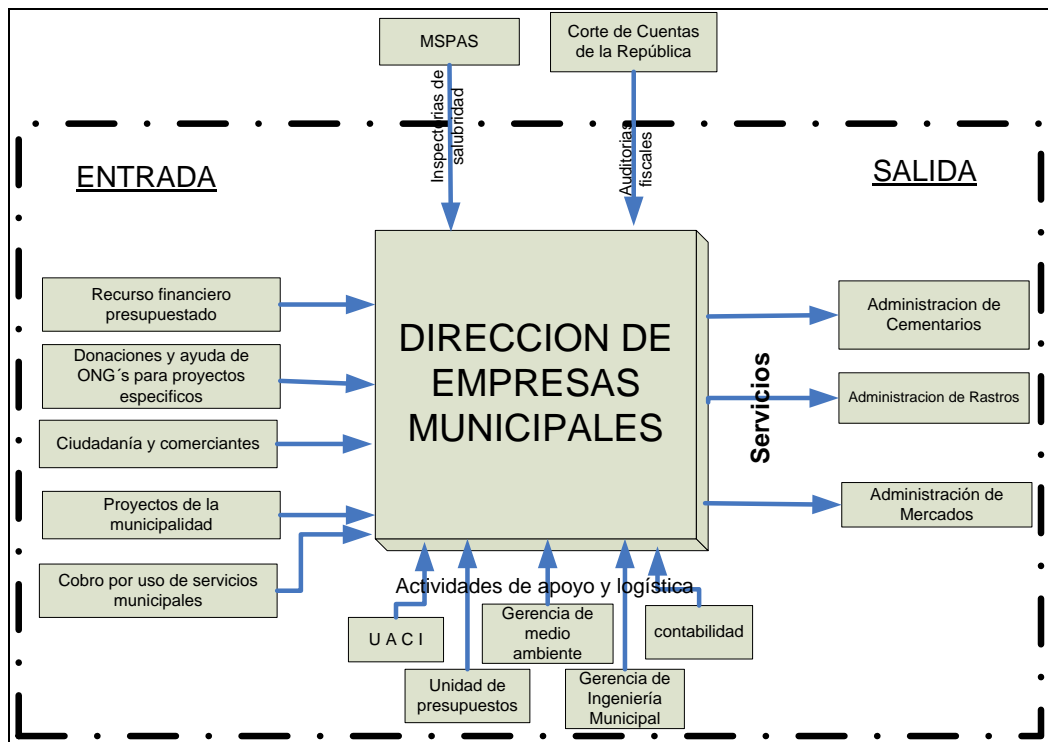 MSPAS
Corte de Cuentas
de la República
Inspectorias de
salubridad
Auditorias
fiscales
ENTRADA
SALIDA
Recurso financiero
presupuestado
Donaciones y ayuda de
ONG´s para proyectos
especificos
Ciudadanía y comerciantes
Proyectos de la
municipalidad
Cobro por uso de servicios
municipales
DIRECCION DE
EMPRESAS
MUNICIPALES
Servicios
Administracion de
Cementarios
Administracion de Rastros
Administración de
Mercados
Actividades de apoyo y logística
U A C I
Unidad de
presupuestos
Gerencia de
medio
ambiente
Gerencia de
Ingeniería
Municipal
contabilidad